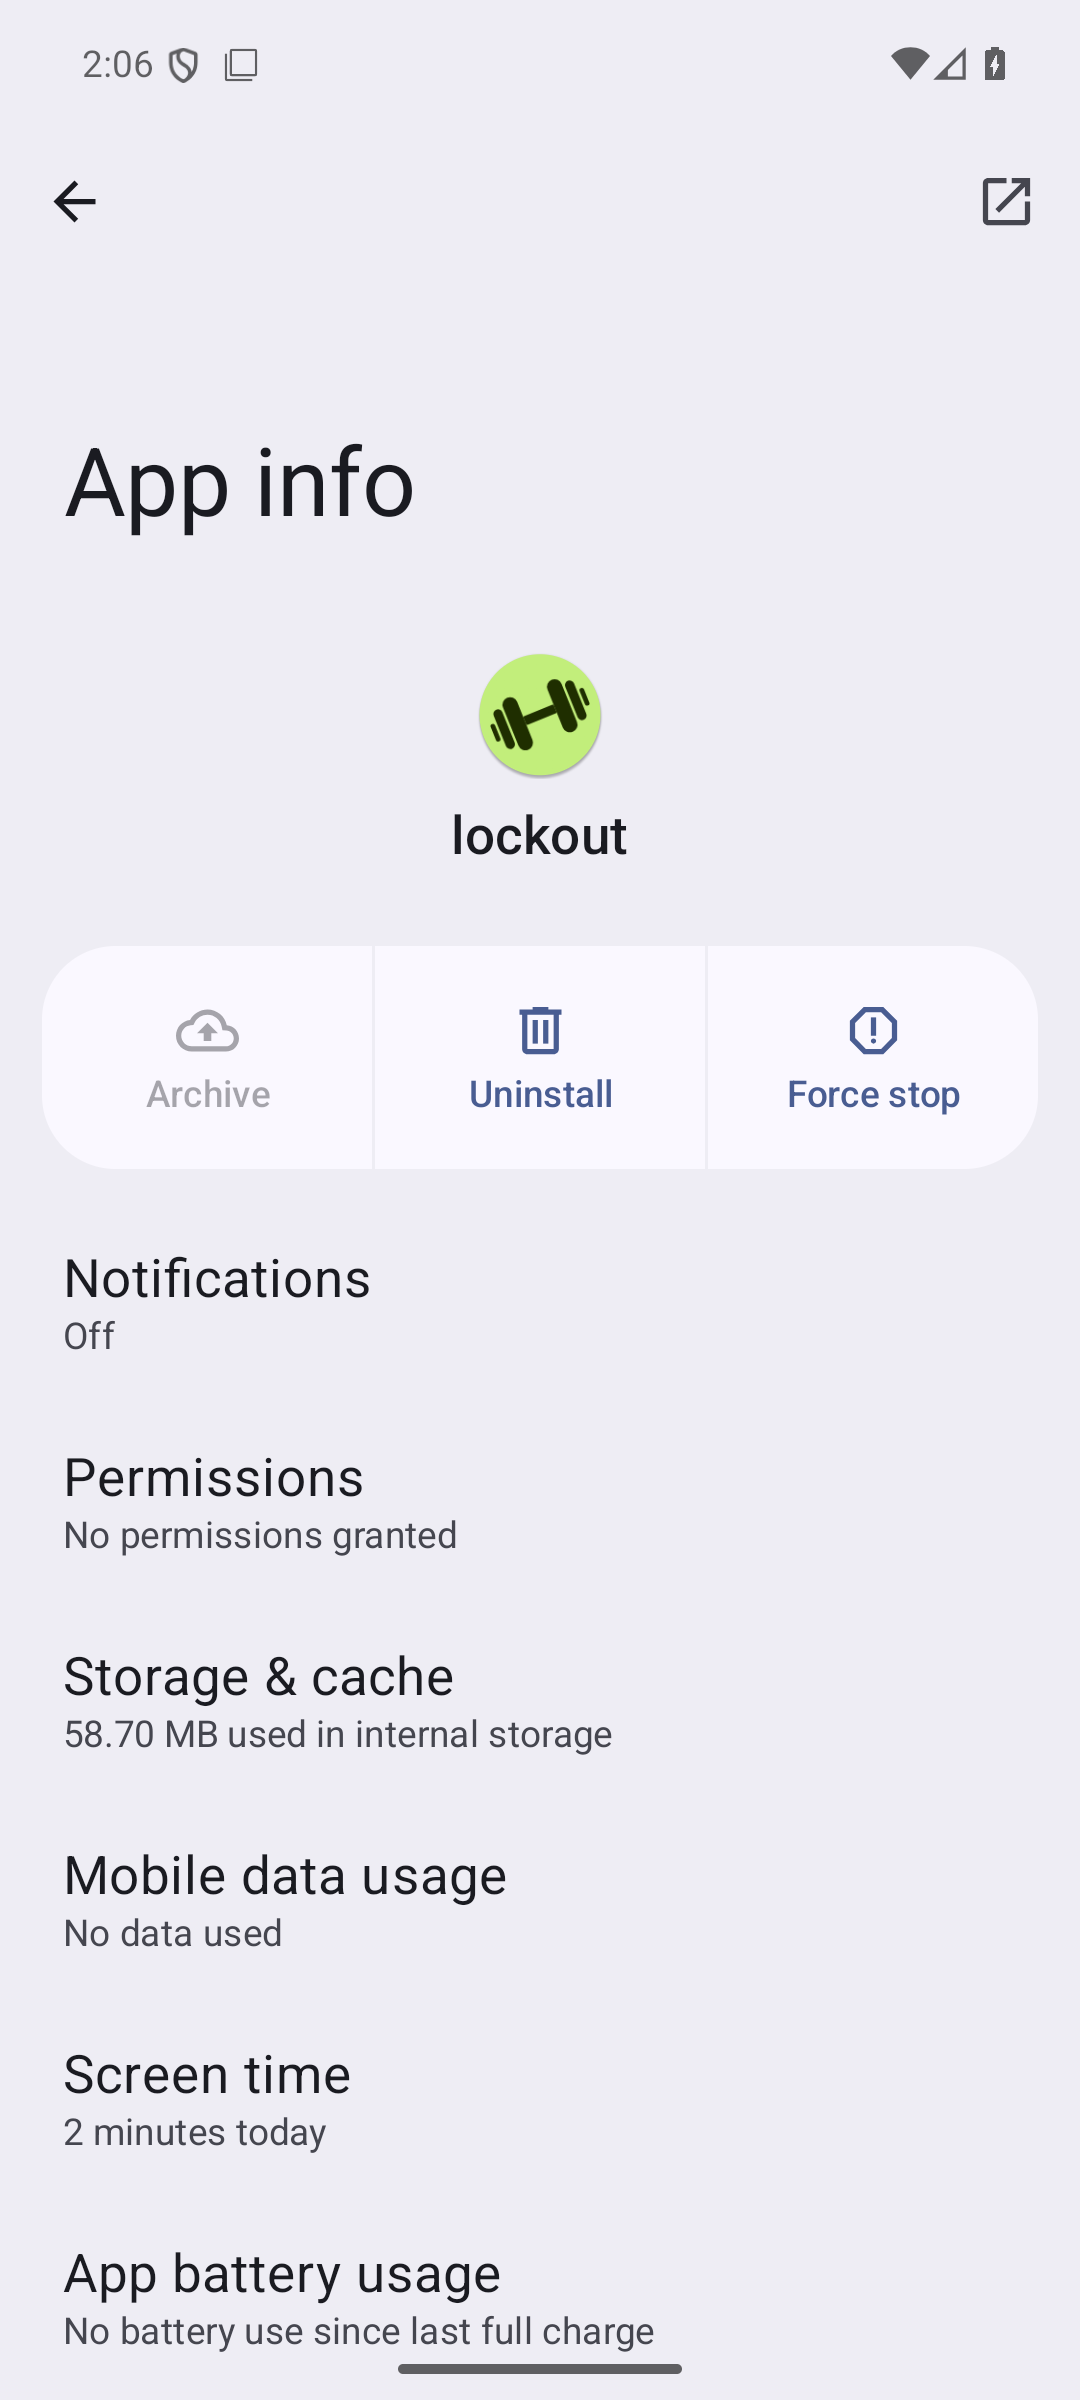 2:06
App info
lockout
Archive
Uninstall
Force stop
Notifications
Off
Permissions
No permissions granted
Storage & cache
58.70 MB used in internal storage
Mobile data usage
No data used
Screen time
2 minutes today
App battery usage
No battery use since last full charge